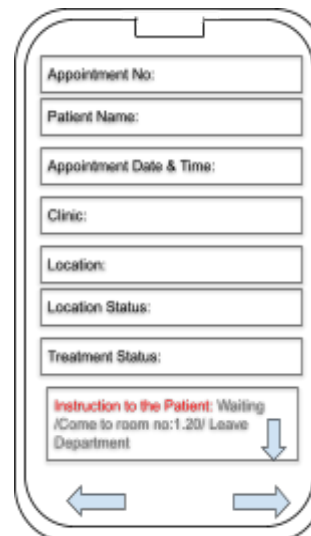 Appointment No:
Patient Name:
Appointment Date & Time:
Clinic:
Location:
Location Status:
Treatment Status:
Instruction to the Patient: Waiting
/Come to room no:1.20/ Leave
Department